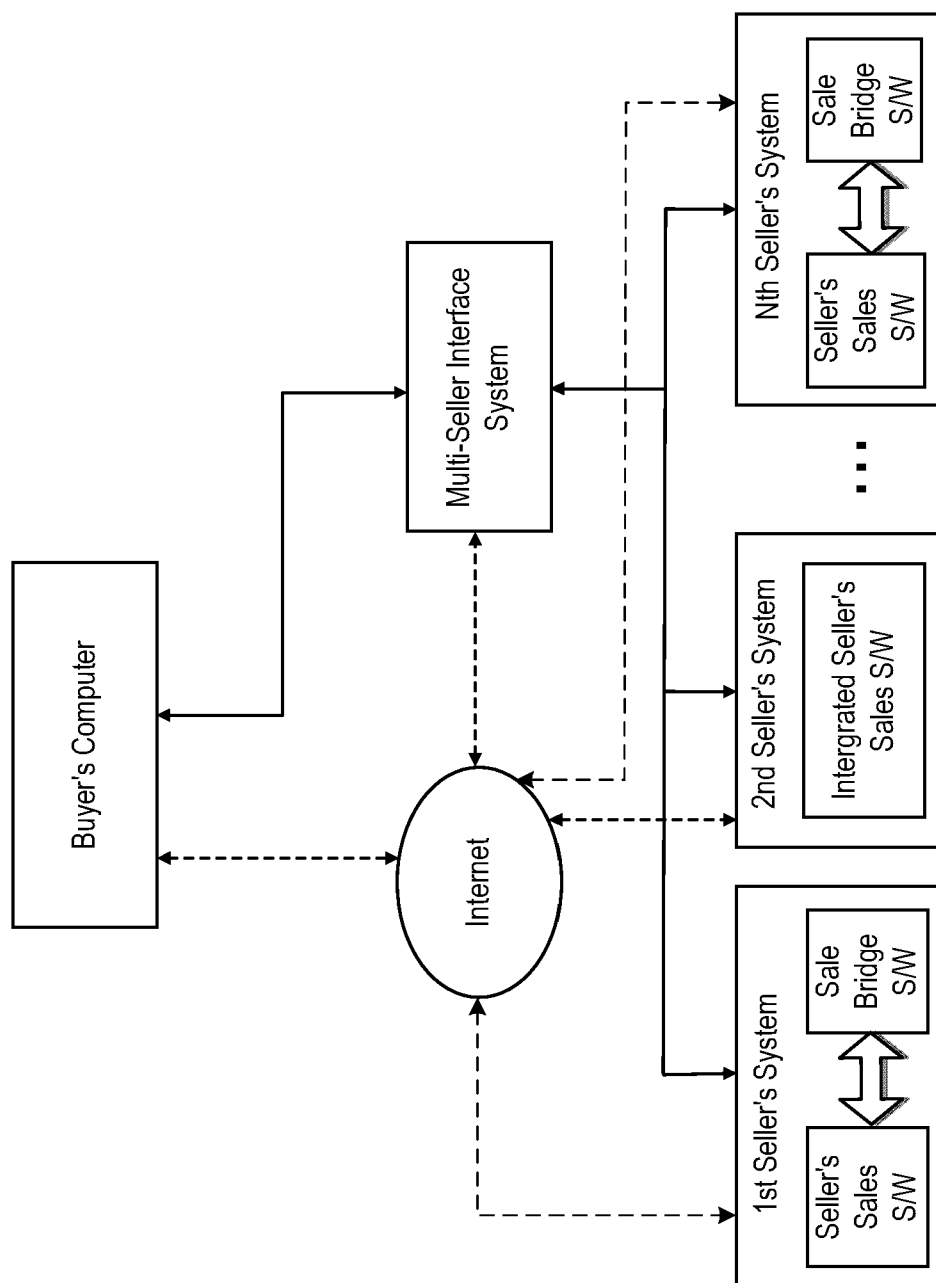 Buyer's Computer
Internet
Multi-Seller Interface
System
1st Seller's System
Seller's
Sales
S/W
Sale
Bridge
S/W
2nd Seller's System
Intergrated Seller's
Sales S/W
...
Nth Seller's System
Seller's
Sales
S/W
Sale
Bridge
S/W